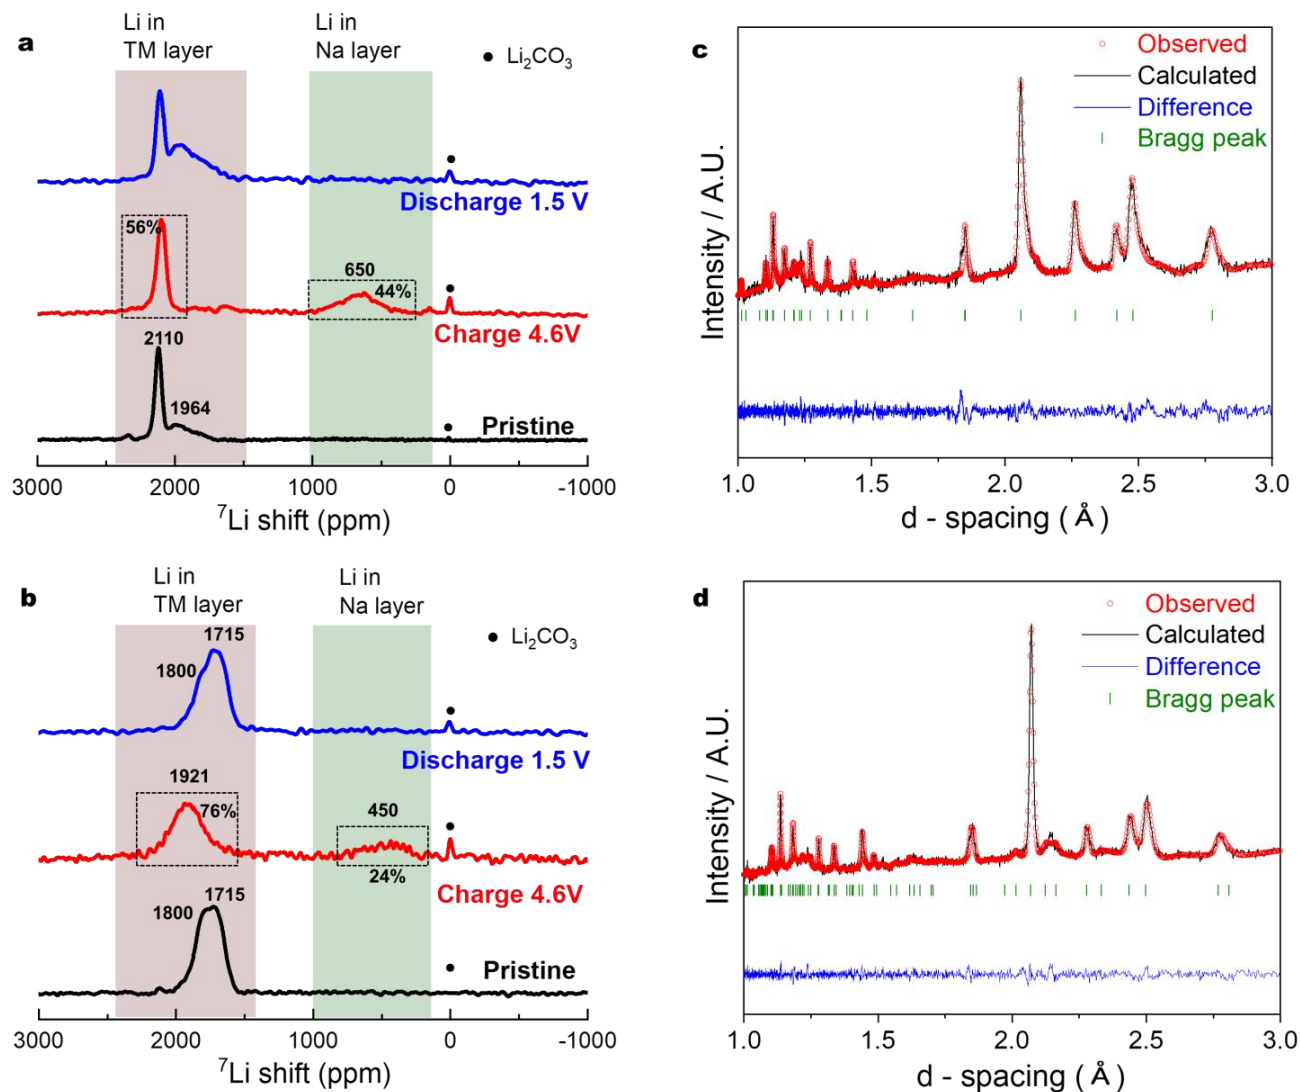 a
Li in
TM layer
Li in
Na layer
• Li₂CO₃
Discharge 1.5 V
56%
650
44%
Charge 4.6V
2110
1964
Pristine
3000 2000 1000 0 -1000
⁷Li shift (ppm)
c
Observed
Calculated
Difference
Bragg peak
Intensity / A.U.
1.0 1.5 2.0 2.5 3.0
d - spacing ( Å )
b
Li in
TM layer
Li in
Na layer
• Li₂CO₃
1715
1800
Discharge 1.5 V
1921
76%
450
24%
Charge 4.6V
1715
1800
Pristine
3000 2000 1000 0 -1000
⁷Li shift (ppm)
d
Observed
Calculated
Difference
Bragg peak
Intensity / A.U.
1.0 1.5 2.0 2.5 3.0
d - spacing ( Å )